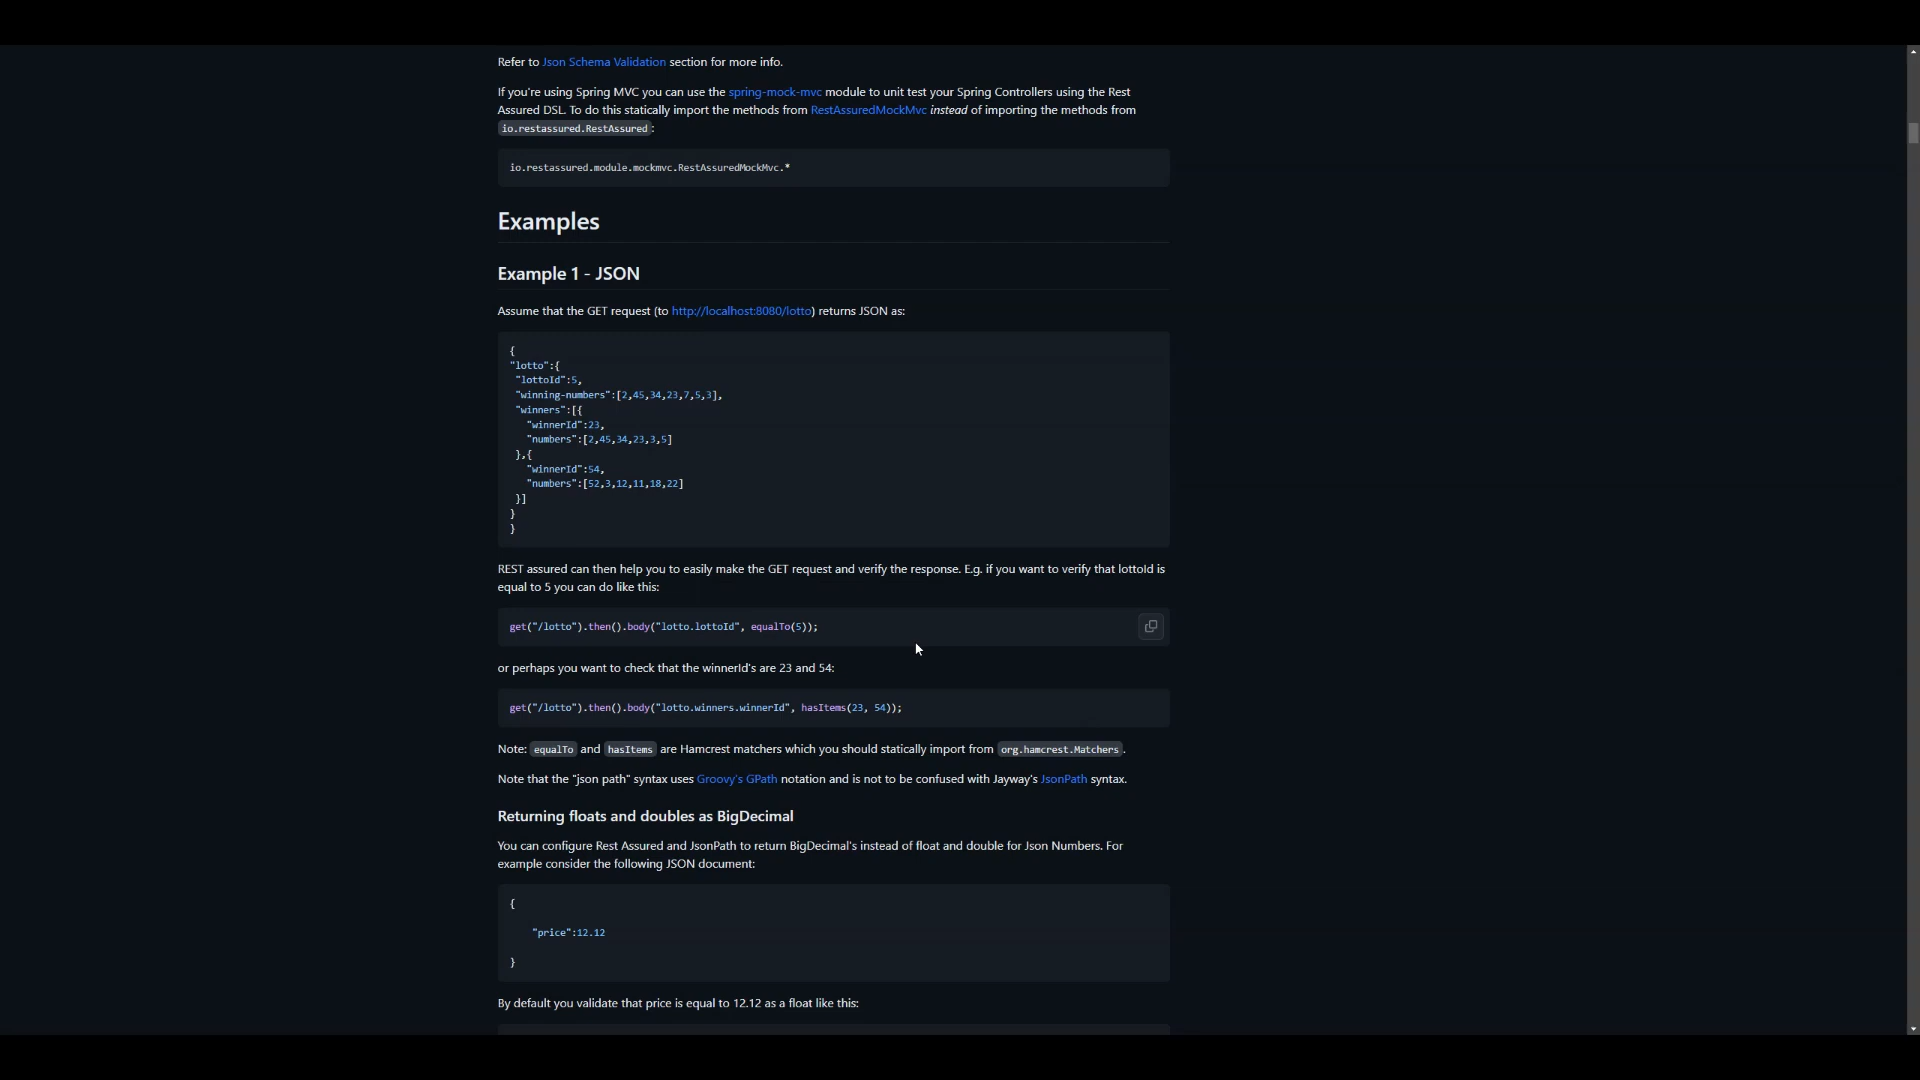 Refer to Json Schema Validation section for more info.
If you're using Spring MVC you can use the spring-mock-mvc module to unit test your Spring Controllers using the Rest
Assured DSL. To do this statically import the methods from RestAssuredMockMvc instead of importing the methods from
io.restassured.RestAssured:
io.restassured.module.mockmvc.RestAssuredMockMvc.*
Examples
Example 1 - JSON
Assume that the GET request (to http://localhost:8080/lotto) returns JSON as:
{
"lotto":{
"lottoId":5,
"winning-numbers":[2,45,34,23,7,5,3],
"winners":[{
"winnerId":23,
"numbers":[2,45,34,23,3,5]
},{
"winnerId":54,
"numbers":[52,3,12,11,18,22]
}]
}
}
REST assured can then help you to easily make the GET request and verify the response. E.g. if you want to verify that lottoId is
equal to 5 you can do like this:
get("/lotto").then().body("lotto.lottoId", equalTo(5));
or perhaps you want to check that the winnerId's are 23 and 54:
get("/lotto").then().body("lotto.winners.winnerId", hasItems(23, 54));
Note: equalTo and hasItems are Hamcrest matchers which you should statically import from org.hamcrest.Matchers.
Note that the "json path" syntax uses Groovy's GPath notation and is not to be confused with Jayway's JsonPath syntax.
Returning floats and doubles as BigDecimal
You can configure Rest Assured and JsonPath to return BigDecimal's instead of float and double for Json Numbers. For
example consider the following JSON document:
{
"price":12.12
}
By default you validate that price is equal to 12.12 as a float like this: